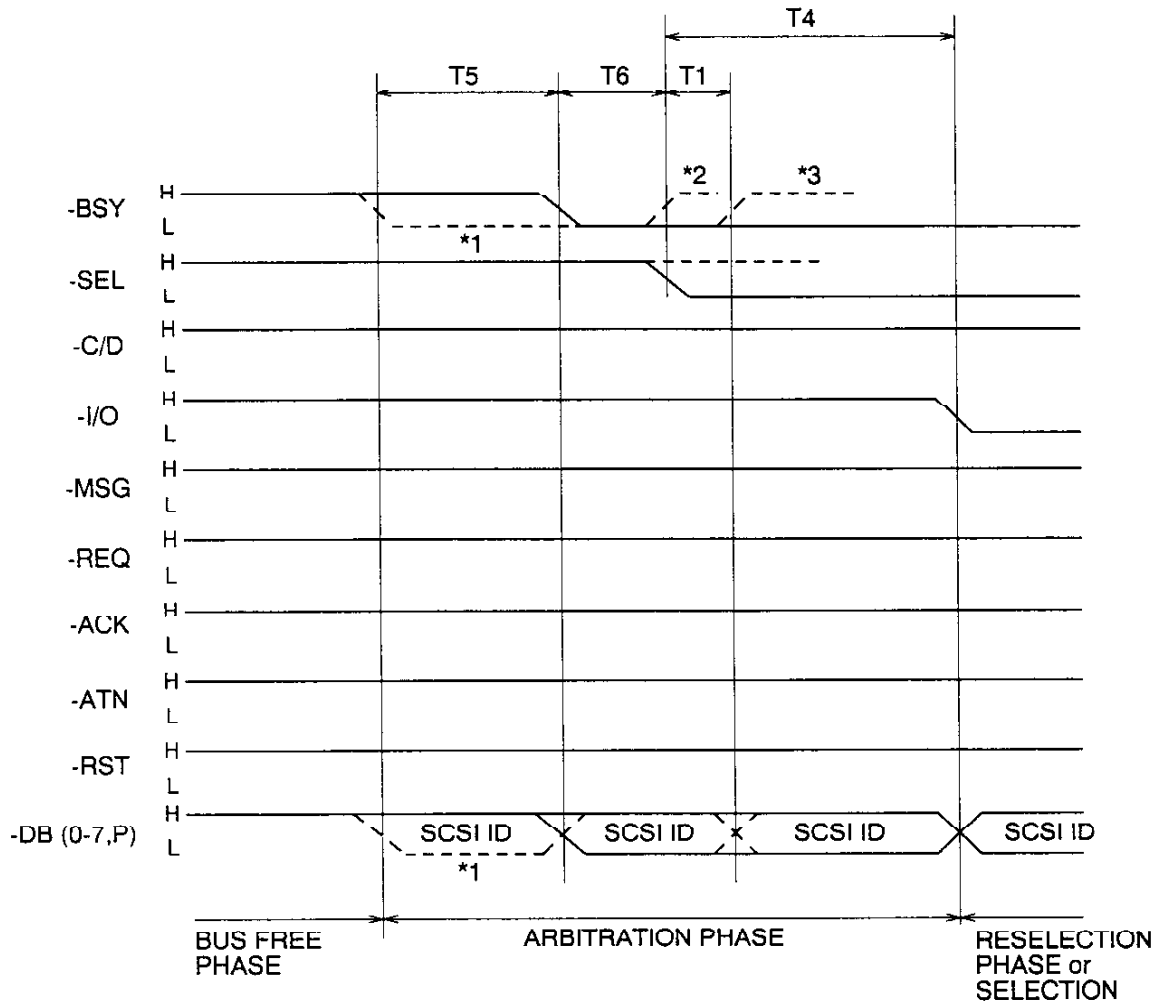 T4
T5 T6 T1
*2 *3
-BSY H
L
*1
-SEL H
L
-C/D H
L
-I/O H
L
-MSG H
L
-REQ H
L
-ACK H
L
-ATN H
L
-RST H
L
-DB (0-7,P) H
L
SCSI ID SCSI ID SCSI ID SCSI ID
*1
BUS FREE
PHASE
ARBITRATION PHASE
RESELECTION
PHASE or
SELECTION